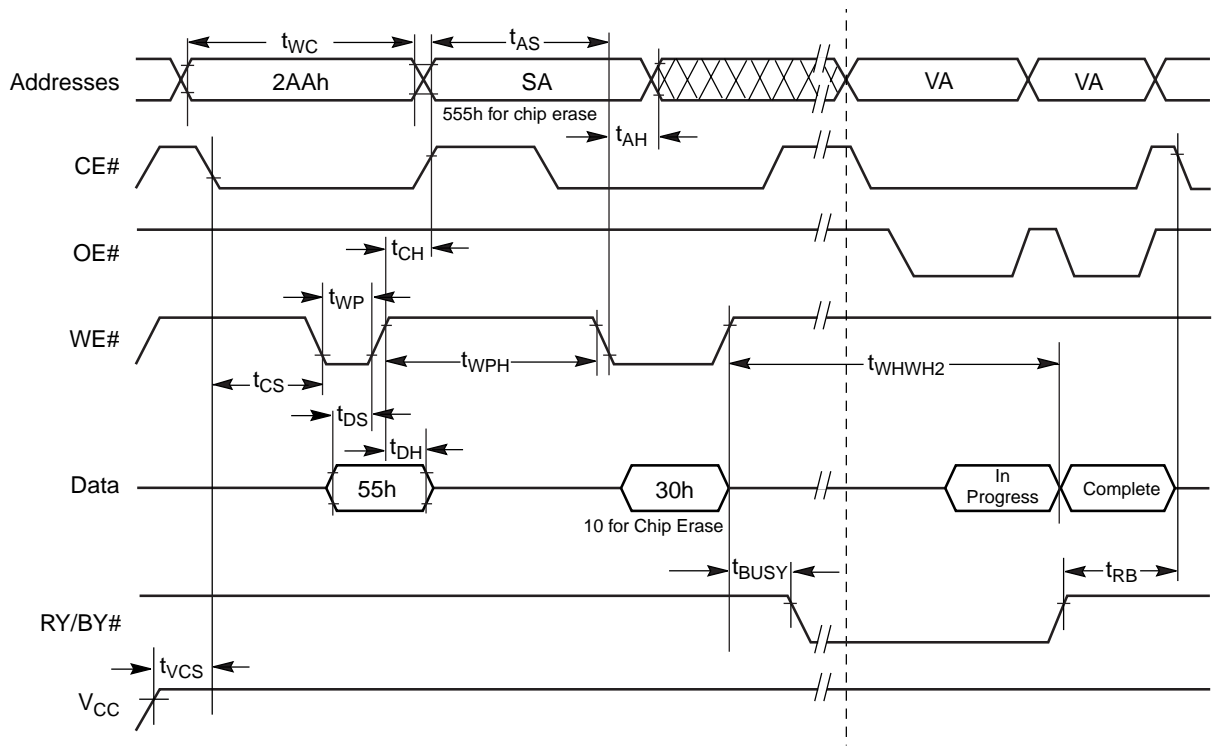 tWC
tAS
Addresses
2AAh
SA
VA
VA
555h for chip erase
tAH
CE#
OE#
tCH
tWP
WE#
tWPH
tWHWH2
tCS
tDS
tDH
Data
55h
30h
In
Progress
Complete
10 for Chip Erase
tBUSY
tRB
RY/BY#
tVCS
VCC